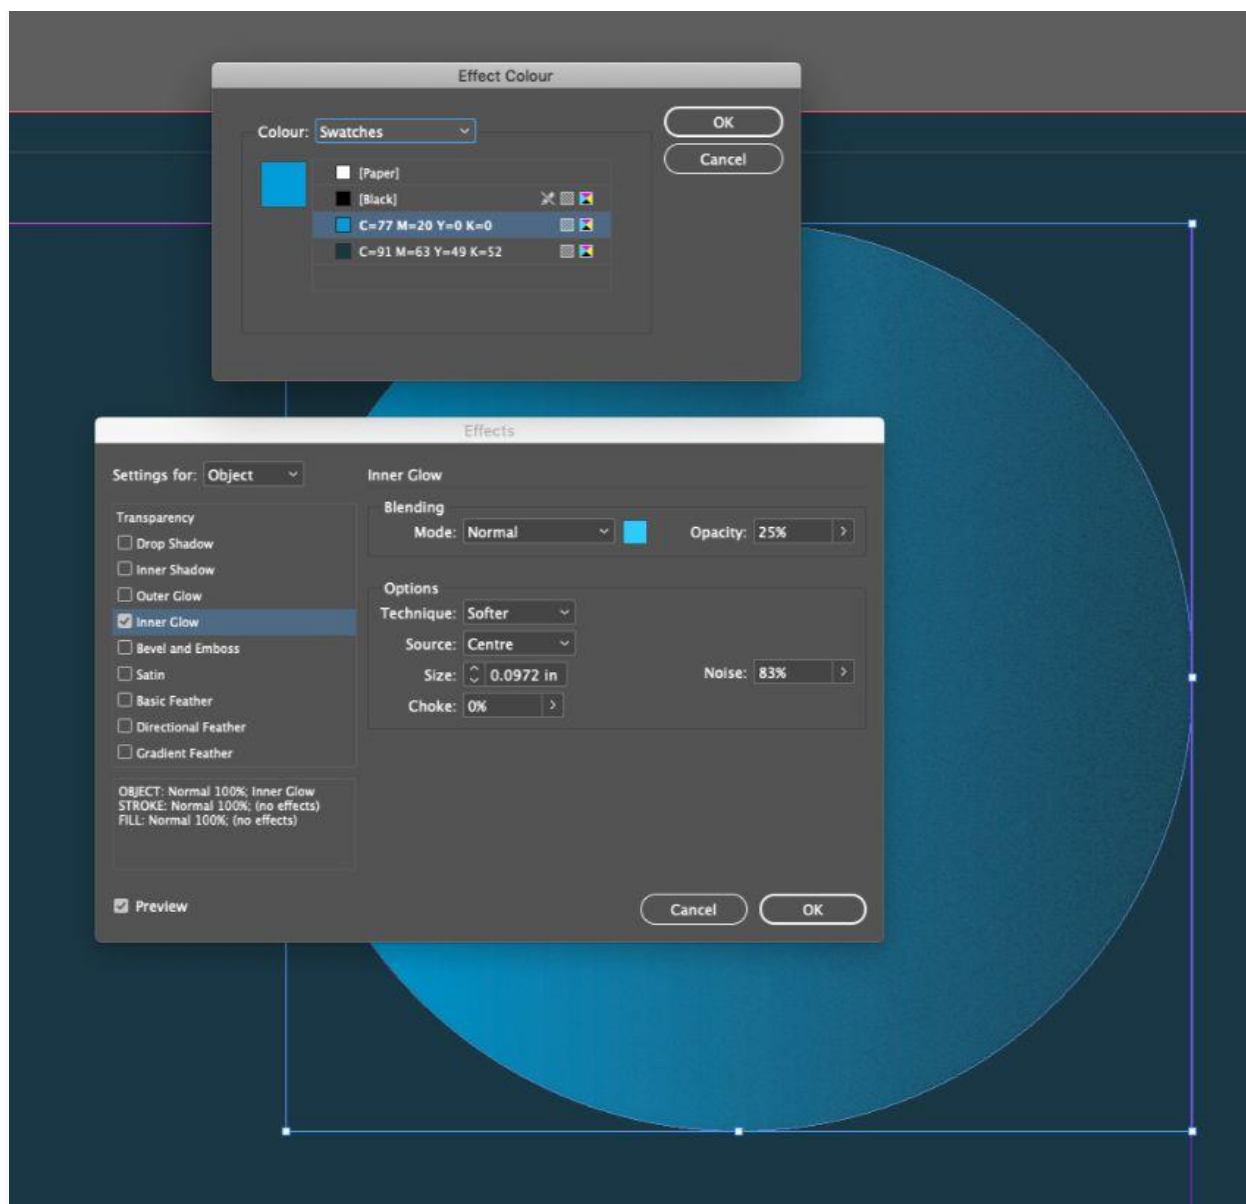 Effect Colour
Colour: Swatches
OK
[Paper]
Cancel
[Black]
C=77 M=20 Y=0 K=0
C=91 M=63 Y=49 K=52
Effects
Settings for: Object
Inner Glow
Transparency
Drop Shadow
Inner Shadow
Outer Glow
Inner Glow
Bevel and Emboss
Satin
Basic Feather
Directional Feather
Gradient Feather
Blending
Mode: Normal
Opacity: 25%
Options
Technique: Softer
Source: Centre
Size: 0.0972 in
Noise: 83%
Choke: 0%
OBJECT: Normal 100%; Inner Glow
STROKE: Normal 100%; (no effects)
FILL: Normal 100%; (no effects)
Preview
Cancel
OK